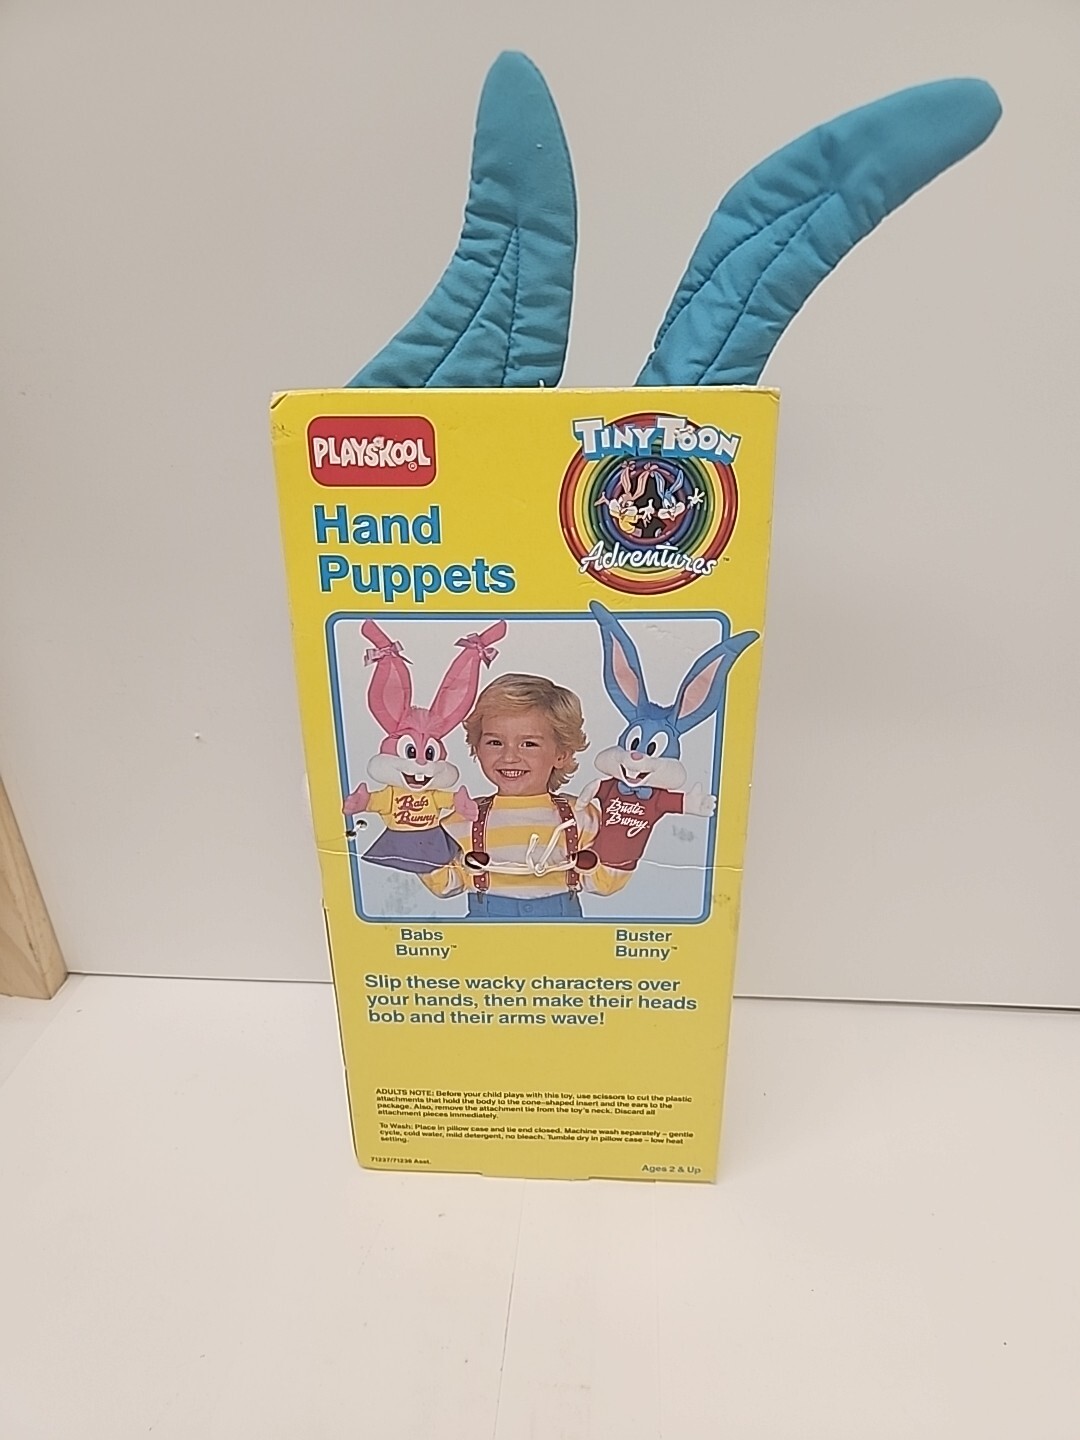 PLAYSKOOL®
TINY TOON
Adventures™
Hand
Puppets
Babs
Bunny
Buster
Bunny
Babs
Bunny™
Buster
Bunny™
Slip these wacky characters over
your hands, then make their heads
bob and their arms wave!
ADULTS NOTE: Before your child plays with this toy, use scissors to cut the plastic
attachments that hold the body to the cone-shaped insert and the ears to the
package. Also, remove the attachment tie from the toy's neck. Discard all
attachment pieces immediately.
To Wash: Place in pillow case and tie end closed. Machine wash separately – gentle
cycle, cold water, mild detergent, no bleach. Tumble dry in pillow case – low heat
setting.
Asst.
Ages 2 & Up